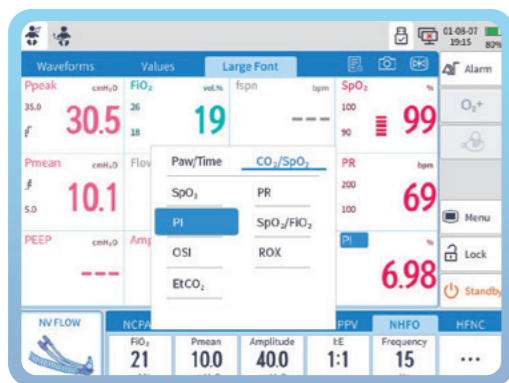 01-08-07
19:15 80%
Waveforms Values Large Font
Alarm
Ppeak cmH₂O FiO₂ vol.% fspn bpm SpO₂ %
35.0 30.5 26 18 19 --- 100 90 99
O₂+
Pmean cmH₂O Flow PR bpm
5.0 10.1 200 100 69
Paw/Time CO₂/SpO₂
SpO₂ PR
PI SpO₂/FiO₂
OSI ROX
EtCO₂
Menu
PEEP cmH₂O Amp PI %
--- 6.98
Lock
Standby
NV FLOW NCPA PPV NHFO HFNC
FiO₂ Pmean Amplitude I:E Frequency
21 10.0 40.0 1:1 15 ...